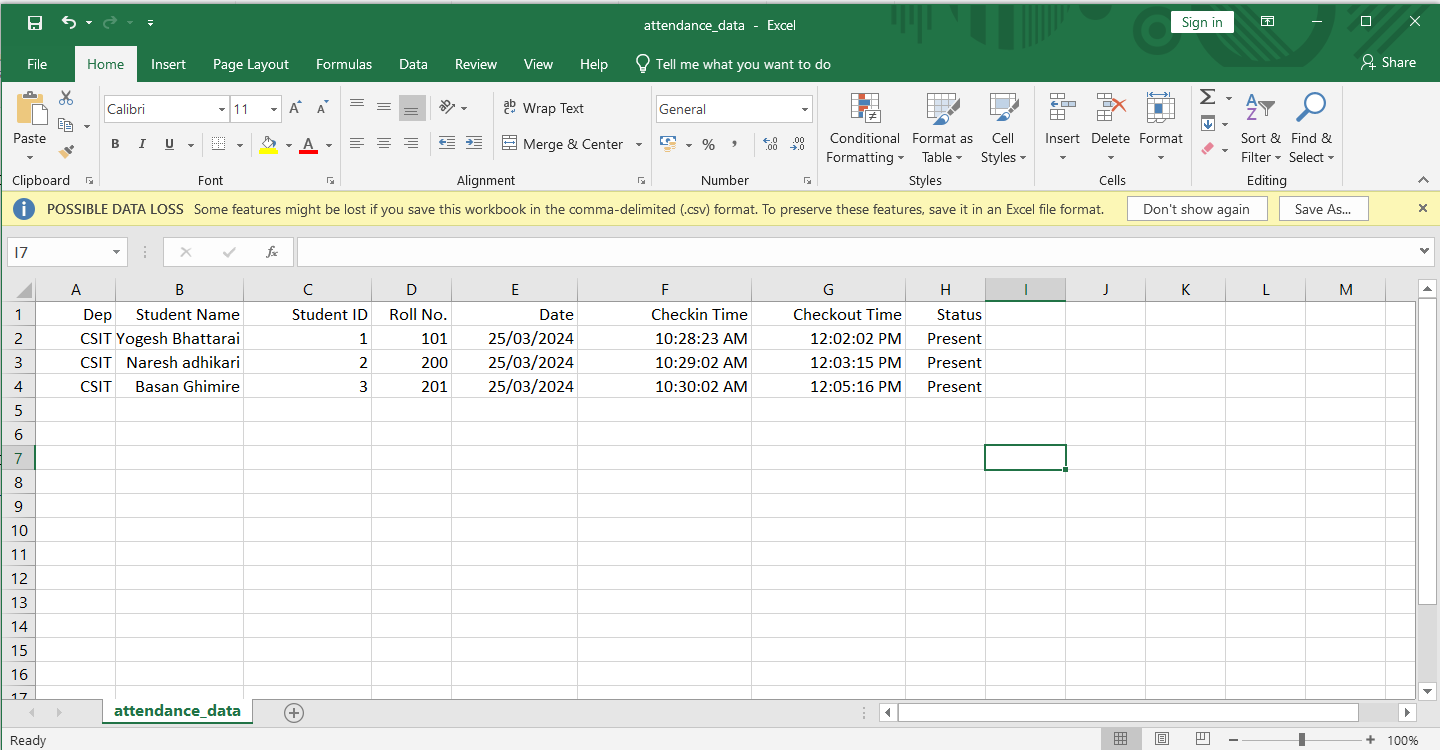 attendance_data - Excel
Sign in
File Home Insert Page Layout Formulas Data Review View Help Tell me what you want to do Share
Calibri 11 ab Wrap Text General
Paste Conditional Formatting Format as Table Cell Styles Insert Delete Format Sort & Filter Find & Select
B I U A Merge & Center % ,
Clipboard Font Alignment Number Styles Cells Editing
POSSIBLE DATA LOSS Some features might be lost if you save this workbook in the comma-delimited (.csv) format. To preserve these features, save it in an Excel file format. Don't show again Save As...
I7 fx
A B C D E F G H I J K L M
1 Dep Student Name Student ID Roll No. Date Checkin Time Checkout Time Status
2 CSIT Yogesh Bhattarai 1 101 25/03/2024 10:28:23 AM 12:02:02 PM Present
3 CSIT Naresh adhikari 2 200 25/03/2024 10:29:02 AM 12:03:15 PM Present
4 CSIT Basan Ghimire 3 201 25/03/2024 10:30:02 AM 12:05:16 PM Present
5
6
7
8
9
10
11
12
13
14
15
16
17
attendance_data
Ready 100%